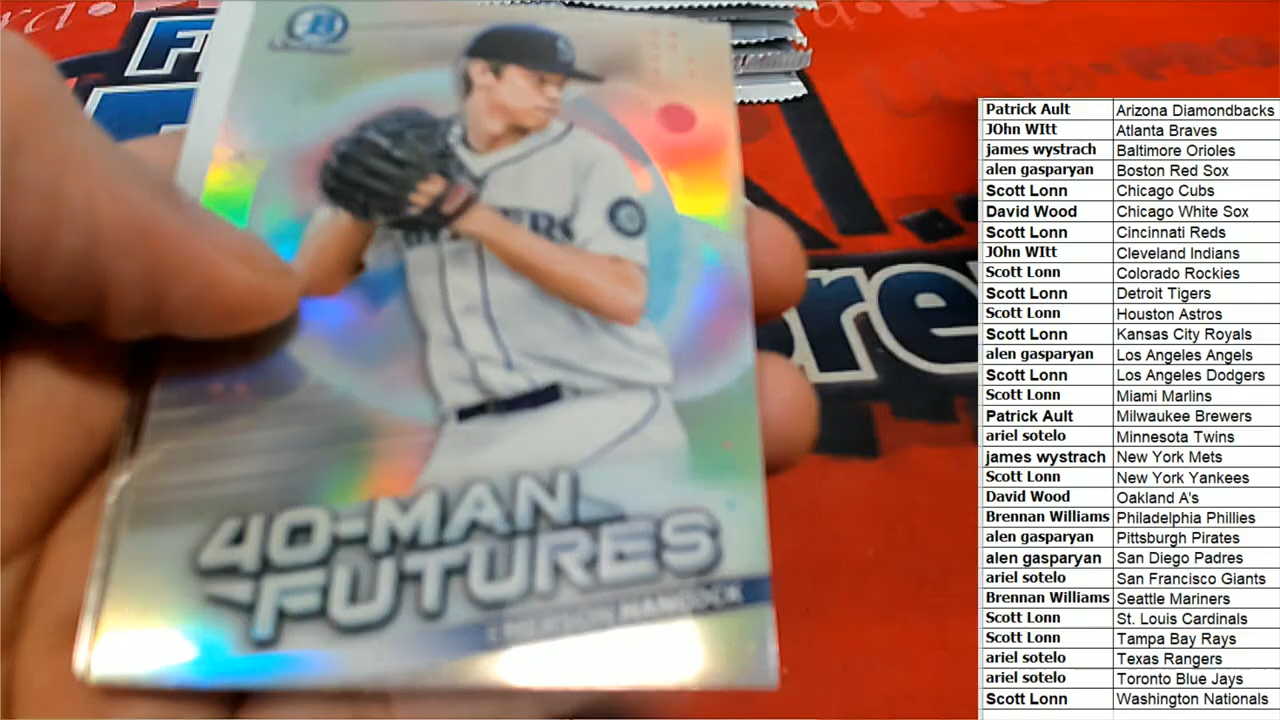 B
40-MAN
FUTURES
EMERSON HANCOCK
Patrick Ault Arizona Diamondbacks
JOhn WItt Atlanta Braves
james wystrach Baltimore Orioles
alen gasparyan Boston Red Sox
Scott Lonn Chicago Cubs
David Wood Chicago White Sox
Scott Lonn Cincinnati Reds
JOhn WItt Cleveland Indians
Scott Lonn Colorado Rockies
Scott Lonn Detroit Tigers
Scott Lonn Houston Astros
Scott Lonn Kansas City Royals
alen gasparyan Los Angeles Angels
Scott Lonn Los Angeles Dodgers
Scott Lonn Miami Marlins
Patrick Ault Milwaukee Brewers
ariel sotelo Minnesota Twins
james wystrach New York Mets
Scott Lonn New York Yankees
David Wood Oakland A's
Brennan Williams Philadelphia Phillies
alen gasparyan Pittsburgh Pirates
alen gasparyan San Diego Padres
ariel sotelo San Francisco Giants
Brennan Williams Seattle Mariners
Scott Lonn St. Louis Cardinals
Scott Lonn Tampa Bay Rays
ariel sotelo Texas Rangers
ariel sotelo Toronto Blue Jays
Scott Lonn Washington Nationals